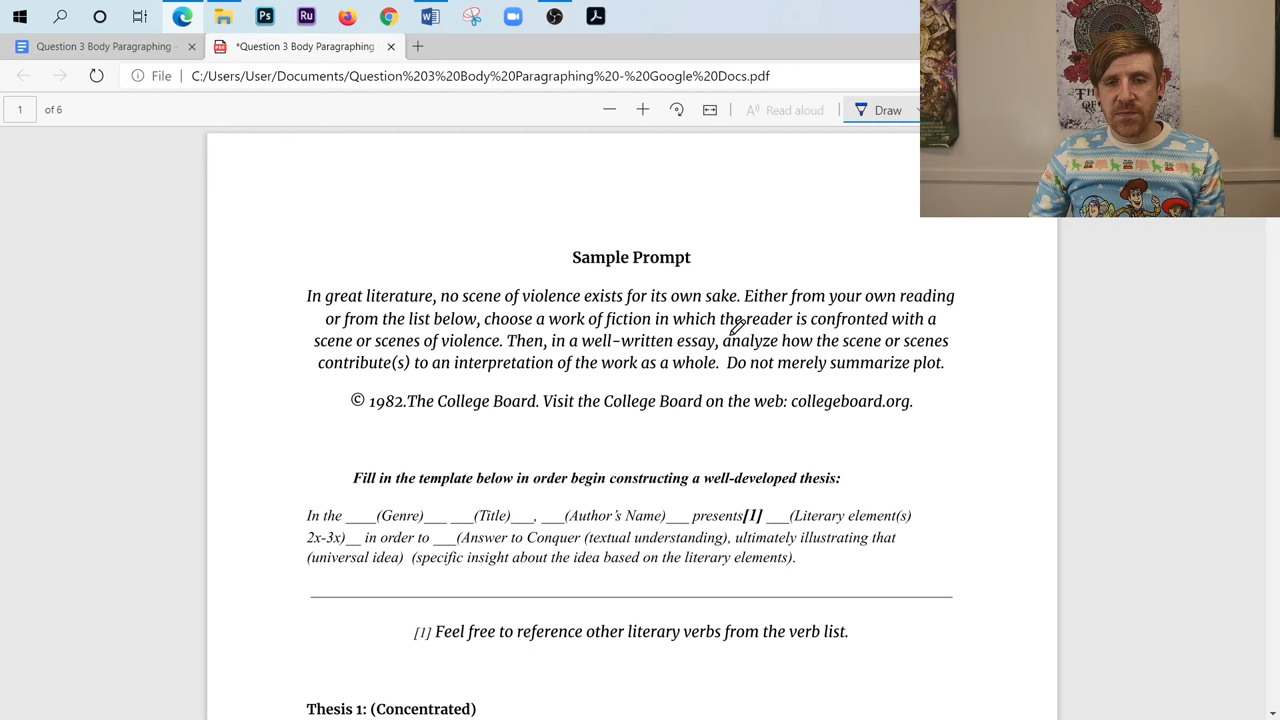 Question 3 Body Paragraphing -
*Question 3 Body Paragraphing
File
C:/Users/User/Documents/Question%203%20Body%20Paragraphing%20-%20Google%20Docs.pdf
1 of 6
Read aloud
Draw
Sample Prompt
In great literature, no scene of violence exists for its own sake. Either from your own reading
or from the list below, choose a work of fiction in which the reader is confronted with a
scene or scenes of violence. Then, in a well-written essay, analyze how the scene or scenes
contribute(s) to an interpretation of the work as a whole.  Do not merely summarize plot.
© 1982.The College Board. Visit the College Board on the web: collegeboard.org.
Fill in the template below in order begin constructing a well-developed thesis:
In the ____(Genre)___ ___(Title)___, ___(Author’s Name)___ presents[1] ___(Literary element(s)
2x-3x)__ in order to ___(Answer to Conquer (textual understanding), ultimately illustrating that
(universal idea)  (specific insight about the idea based on the literary elements).
[1] Feel free to reference other literary verbs from the verb list.
Thesis 1: (Concentrated)